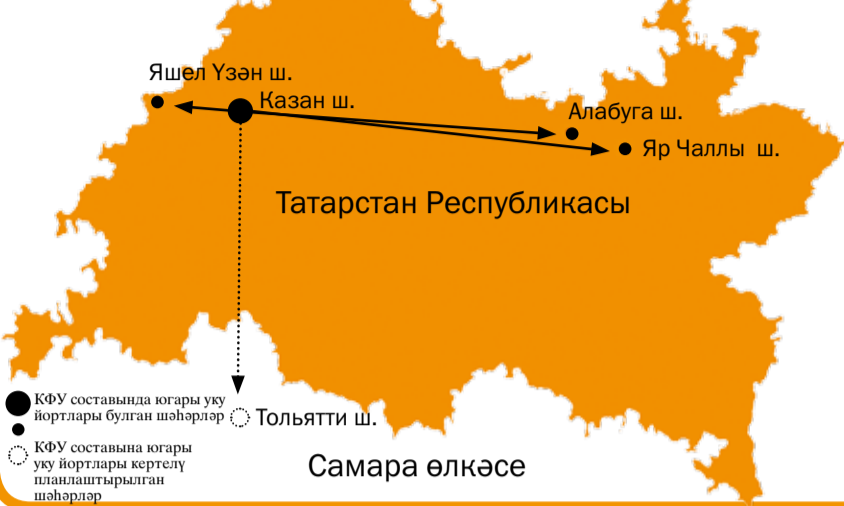 Яшел Үзән ш.
Казан ш.
Алабуга ш.
Яр Чаллы ш.
Татарстан Республикасы
КФУ составында югары уку
йортлары булган шәһәрләр
Тольятти ш.
КФУ составына югары
уку йортлары кертелү
планлаштырылган
шәһәрләр
Самара өлкәсе